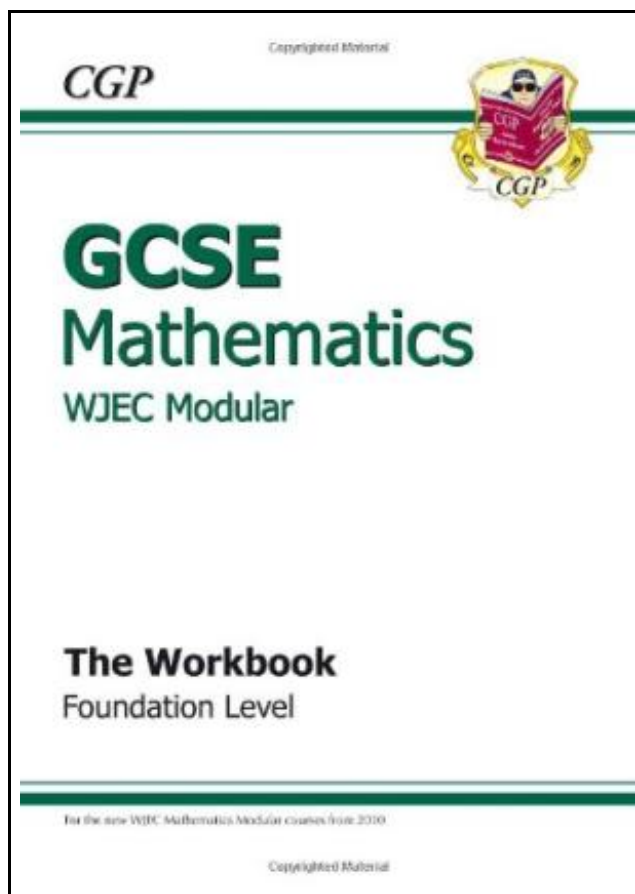 Copyrighted Material
CGP
CGP
CGP
GCSE
Mathematics
WJEC Modular
The Workbook
Foundation Level
For the new WJEC Mathematics Modular courses from 2010
Copyrighted Material